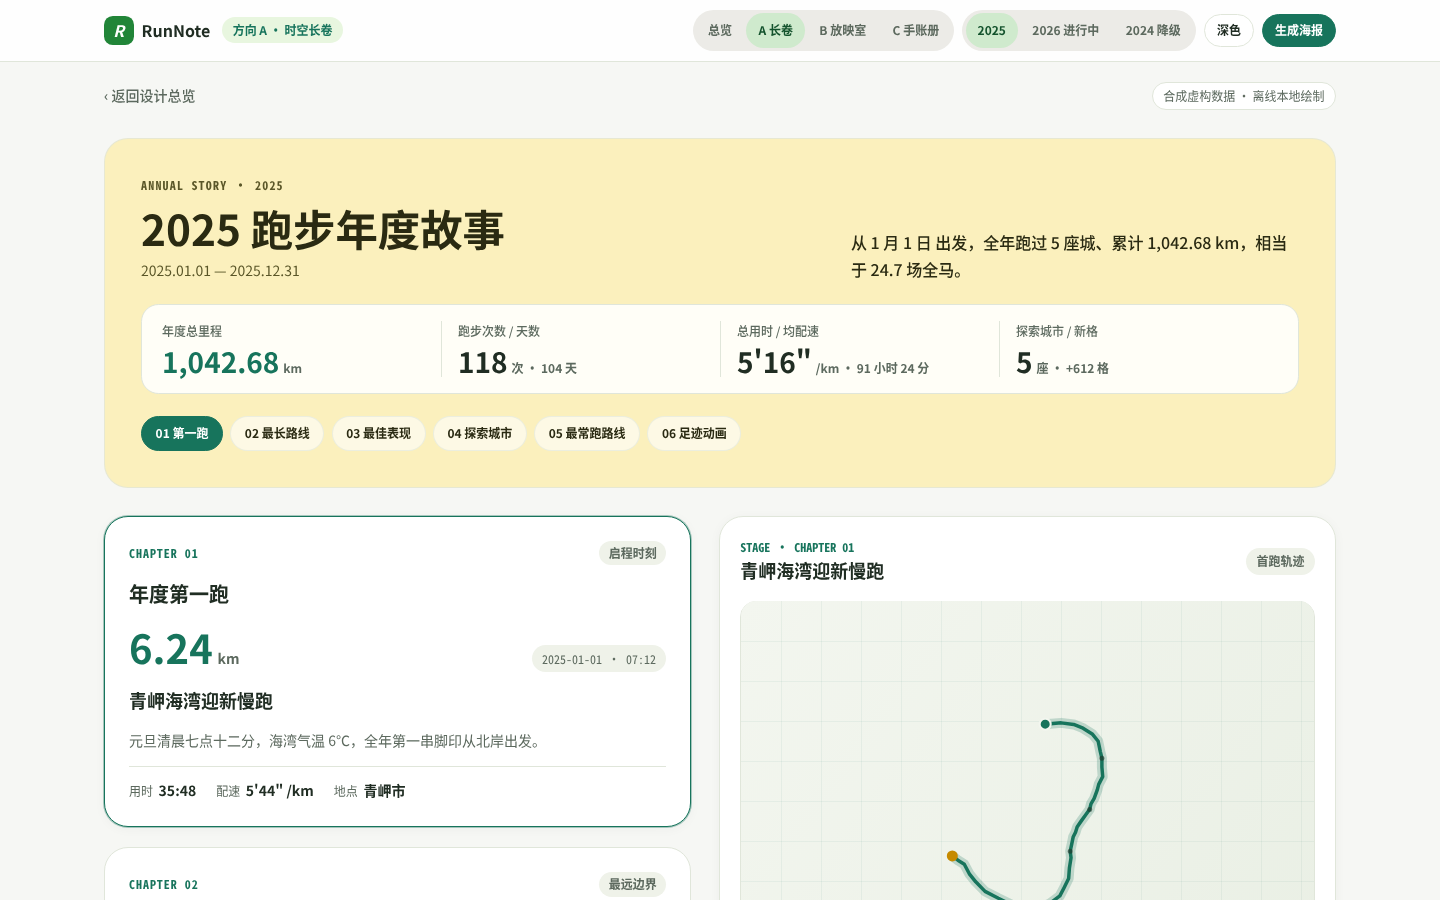 R RunNote 方向 A · 时空长卷 总览 A 长卷 B 放映室 C 手账册 2025 2026 进行中 2024 降级 深色 生成海报
‹ 返回设计总览 合成虚构数据 · 离线本地绘制
ANNUAL STORY · 2025
2025 跑步年度故事
2025.01.01 — 2025.12.31
从 1 月 1 日 出发，全年跑过 5 座城、累计 1,042.68 km，相当
于 24.7 场全马。
年度总里程
1,042.68 km
跑步次数 / 天数
118 次 · 104 天
总用时 / 均配速
5'16" /km · 91 小时 24 分
探索城市 / 新格
5 座 · +612 格
01 第一跑 02 最长路线 03 最佳表现 04 探索城市 05 最常跑路线 06 足迹动画
CHAPTER 01 启程时刻
年度第一跑
6.24 km 2025-01-01 · 07:12
青岬海湾迎新慢跑
元旦清晨七点十二分，海湾气温 6°C，全年第一串脚印从北岸出发。
用时 35:48 配速 5'44" /km 地点 青岬市
CHAPTER 02 最远边界
STAGE · CHAPTER 01
青岬海湾迎新慢跑 首跑轨迹